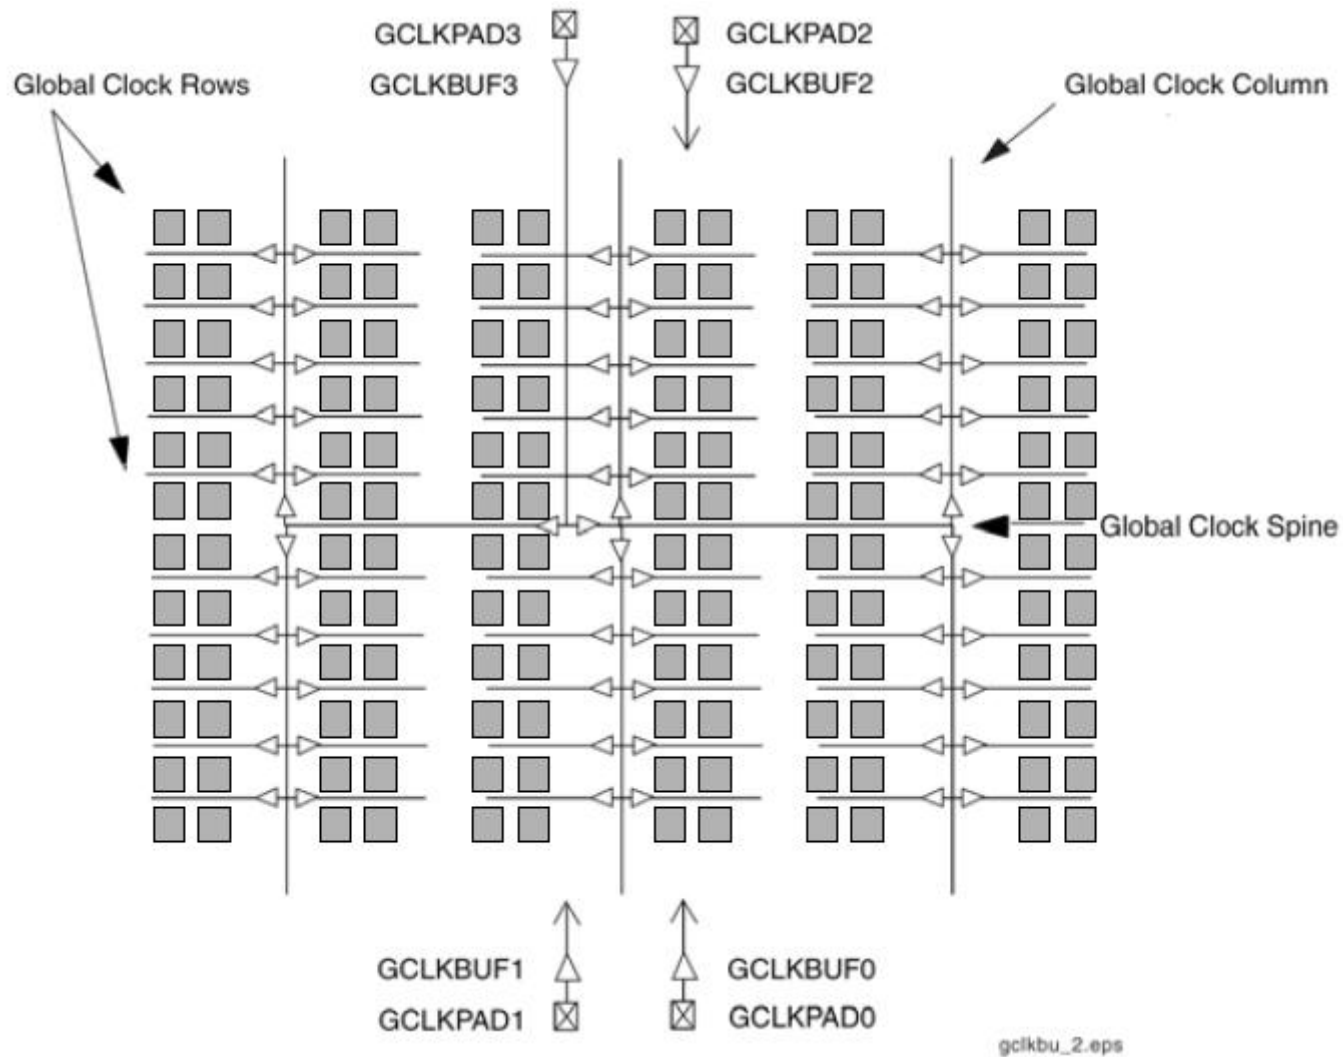 GCLKPAD3
GCLKPAD2
Global Clock Rows
GCLKBUF3
GCLKBUF2
Global Clock Column
Global Clock Spine
GCLKBUF1
GCLKBUF0
GCLKPAD1
GCLKPAD0
gclkbu_2.eps